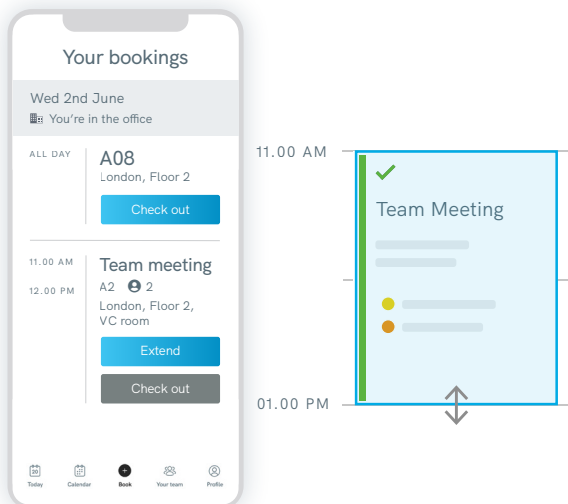 Your bookings
Wed 2nd June
You're in the office
ALL DAY
A08
London, Floor 2
Check out
11.00 AM
12.00 PM
Team meeting
A2 2
London, Floor 2,
VC room
Extend
Check out
20
Today
Calendar
Book
Your team
Profile
11.00 AM
Team Meeting
01.00 PM